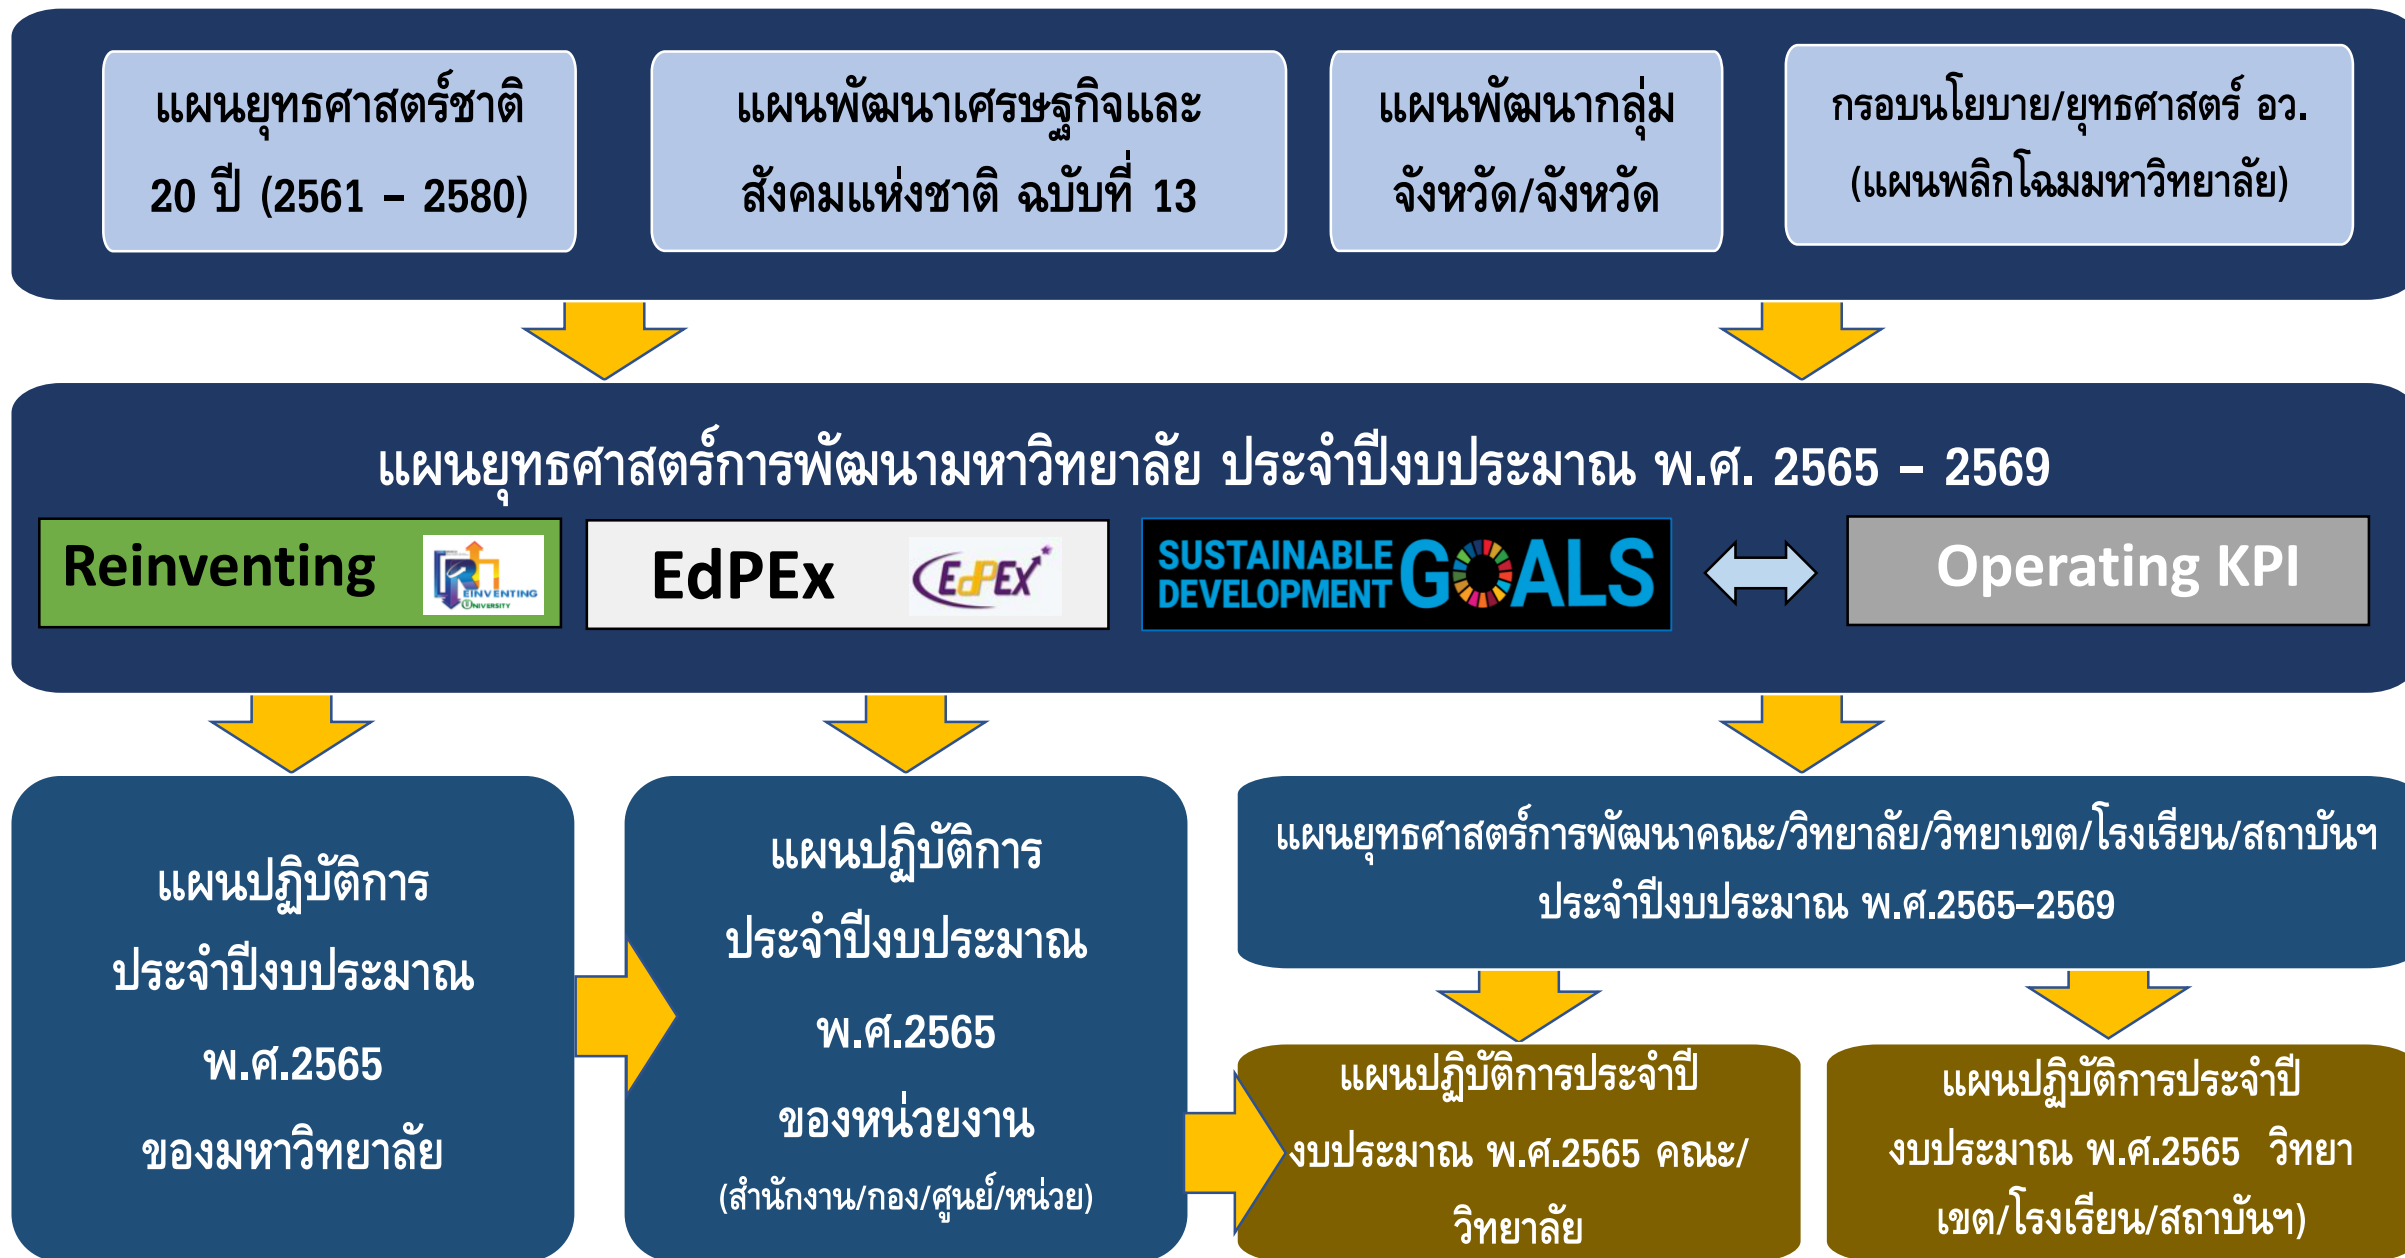 แผนยุทธศาสตร์ชาติ
20 ปี (2561 – 2580)
แผนพัฒนาเศรษฐกิจและ
สังคมแห่งชาติ ฉบับที่ 13
แผนพัฒนากลุ่ม
จังหวัด/จังหวัด
กรอบนโยบาย/ยุทธศาสตร์ อว.
(แผนพลิกโฉมมหาวิทยาลัย)
แผนยุทธศาสตร์การพัฒนามหาวิทยาลัย ประจำปีงบประมาณ พ.ศ. 2565 – 2569
Reinventing
REINVENTING
UNIVERSITY
EdPEx
EdPEX
SUSTAINABLE
DEVELOPMENT
GOALS
Operating KPI
แผนปฏิบัติการ
ประจำปีงบประมาณ
พ.ศ.2565
ของมหาวิทยาลัย
แผนปฏิบัติการ
ประจำปีงบประมาณ
พ.ศ.2565
ของหน่วยงาน
(สำนักงาน/กอง/ศูนย์/หน่วย)
แผนยุทธศาสตร์การพัฒนาคณะ/วิทยาลัย/วิทยาเขต/โรงเรียน/สถาบันฯ
ประจำปีงบประมาณ พ.ศ.2565–2569
แผนปฏิบัติการประจำปี
งบประมาณ พ.ศ.2565 คณะ/
วิทยาลัย
แผนปฏิบัติการประจำปี
งบประมาณ พ.ศ.2565 วิทยา
เขต/โรงเรียน/สถาบันฯ)